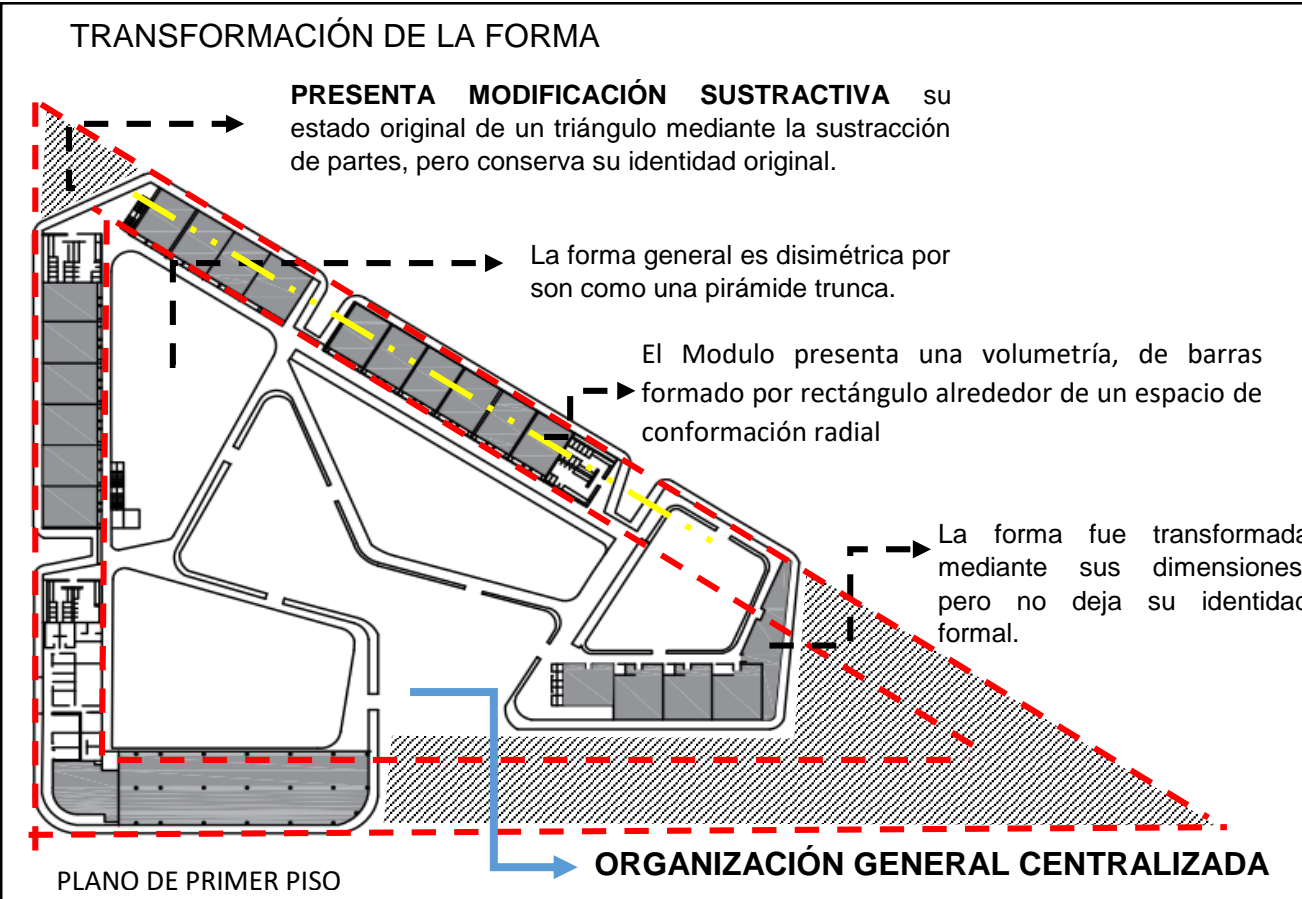 TRANSFORMACIÓN DE LA FORMA
PRESENTA MODIFICACIÓN SUSTRACTIVA su
estado original de un triángulo mediante la sustracción
de partes, pero conserva su identidad original.
La forma general es disimétrica por
son como una pirámide trunca.
El Modulo presenta una volumetría, de barras
formado por rectángulo alrededor de un espacio de
conformación radial
La forma fue transformada
mediante sus dimensiones
pero no deja su identidad
formal.
ORGANIZACIÓN GENERAL CENTRALIZADA
PLANO DE PRIMER PISO